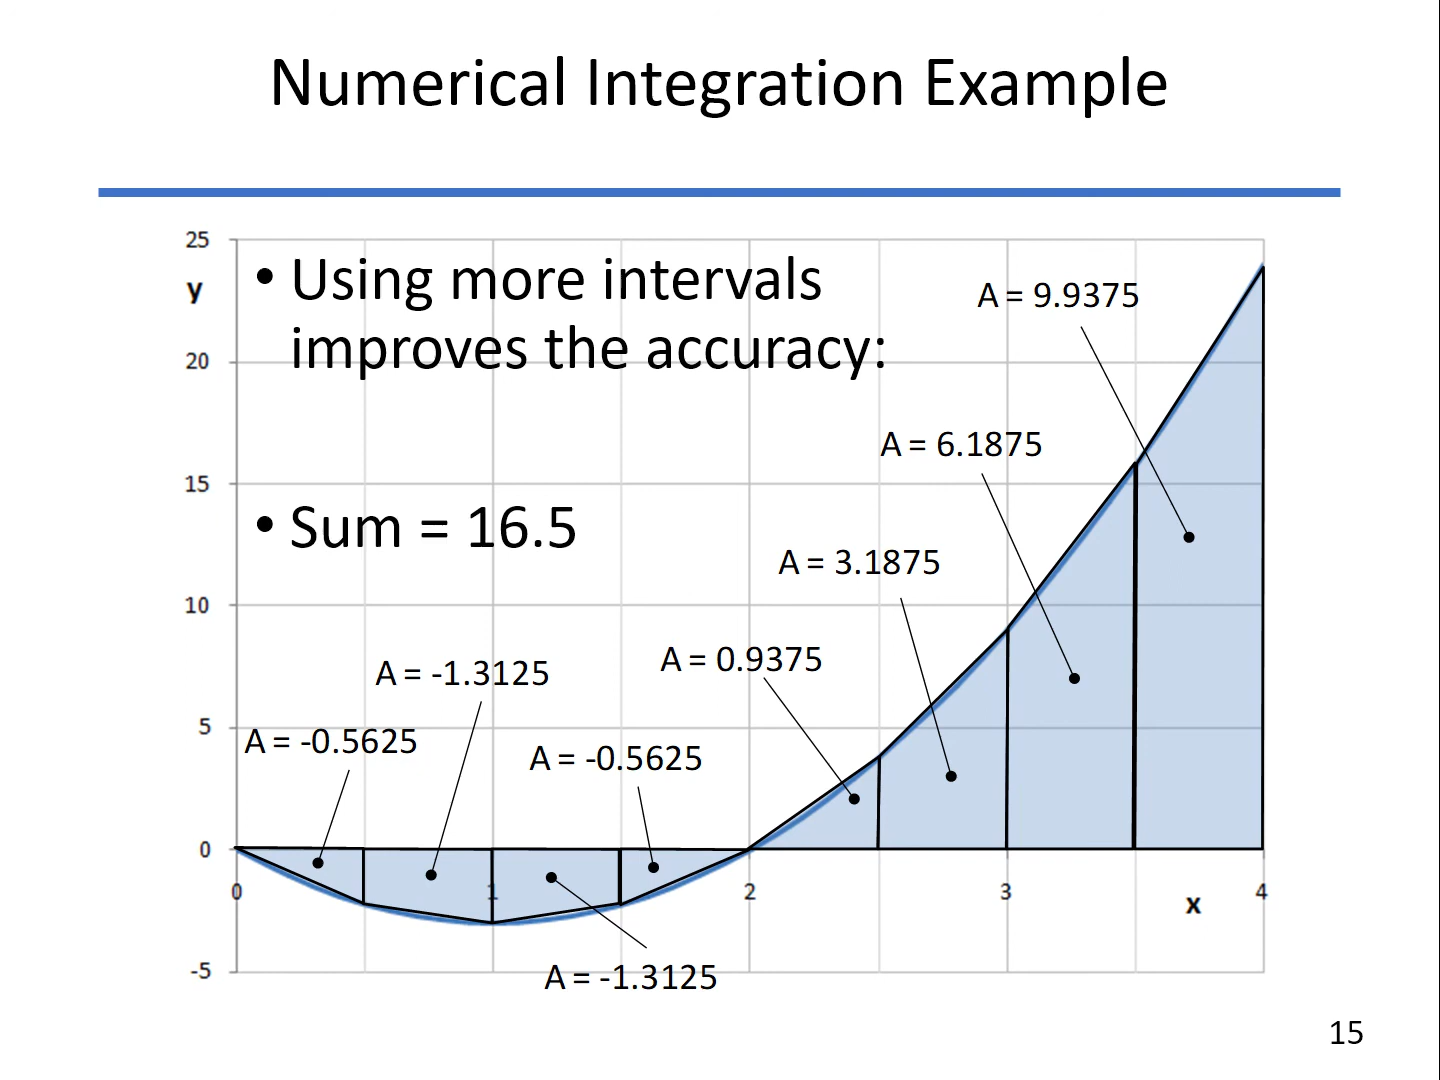 Numerical Integration Example
25
y
• Using more intervals
improves the accuracy:
A = 9.9375
20
A = 6.1875
15
• Sum = 16.5
A = 3.1875
10
A = 0.9375
A = -1.3125
5
A = -0.5625
A = -0.5625
0
0
1
2
3
4
x
-5
A = -1.3125
15